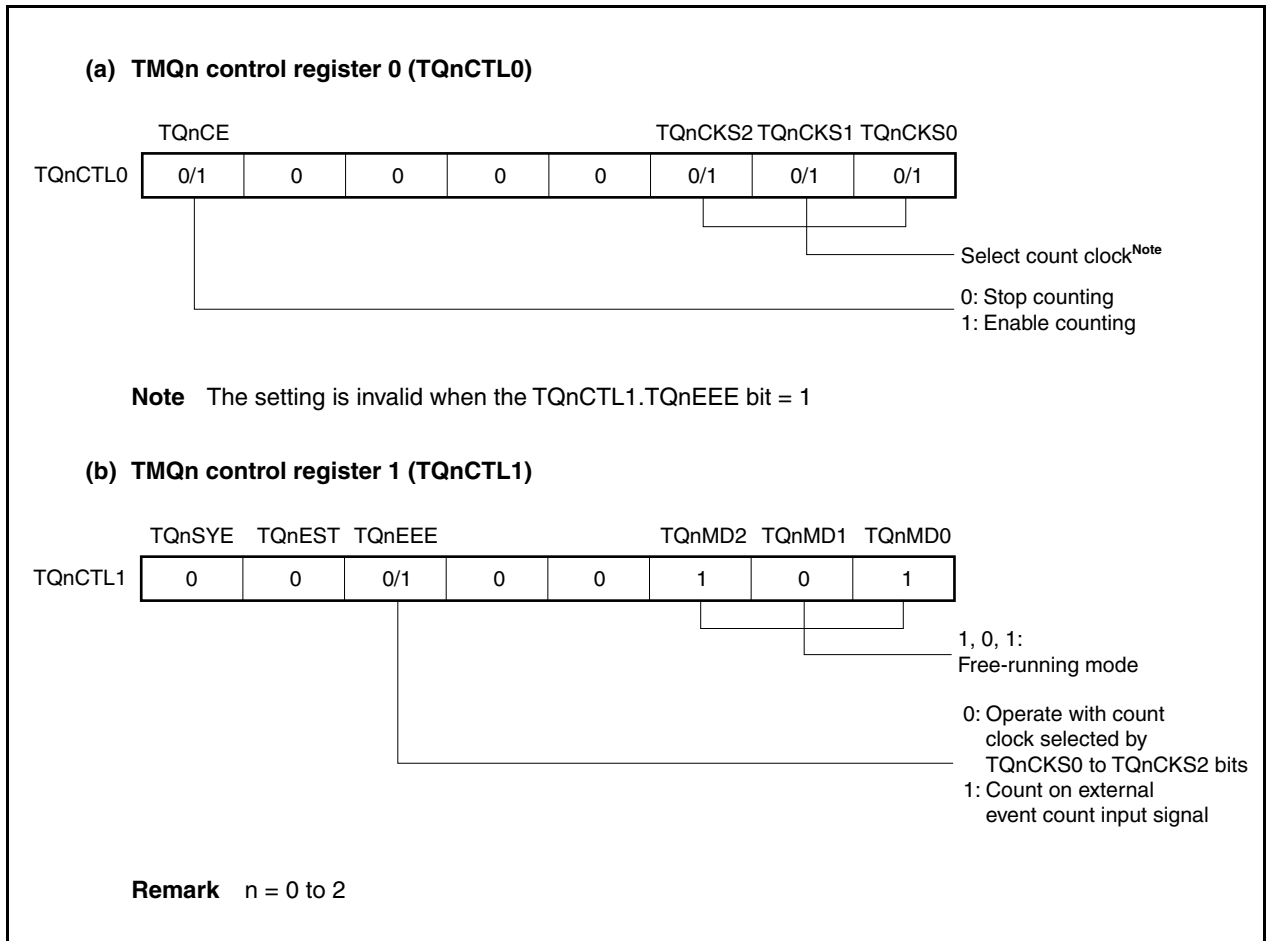 (a) TMQn control register 0 (TQnCTL0)
TQnCE TQnCKS2 TQnCKS1 TQnCKS0
TQnCTL0 0/1 0 0 0 0 0/1 0/1 0/1
Select count clockNote
0: Stop counting
1: Enable counting
Note The setting is invalid when the TQnCTL1.TQnEEE bit = 1
(b) TMQn control register 1 (TQnCTL1)
TQnSYE TQnEST TQnEEE TQnMD2 TQnMD1 TQnMD0
TQnCTL1 0 0 0/1 0 0 1 0 1
1, 0, 1:
Free-running mode
0: Operate with count
clock selected by
TQnCKS0 to TQnCKS2 bits
1: Count on external
event count input signal
Remark n = 0 to 2